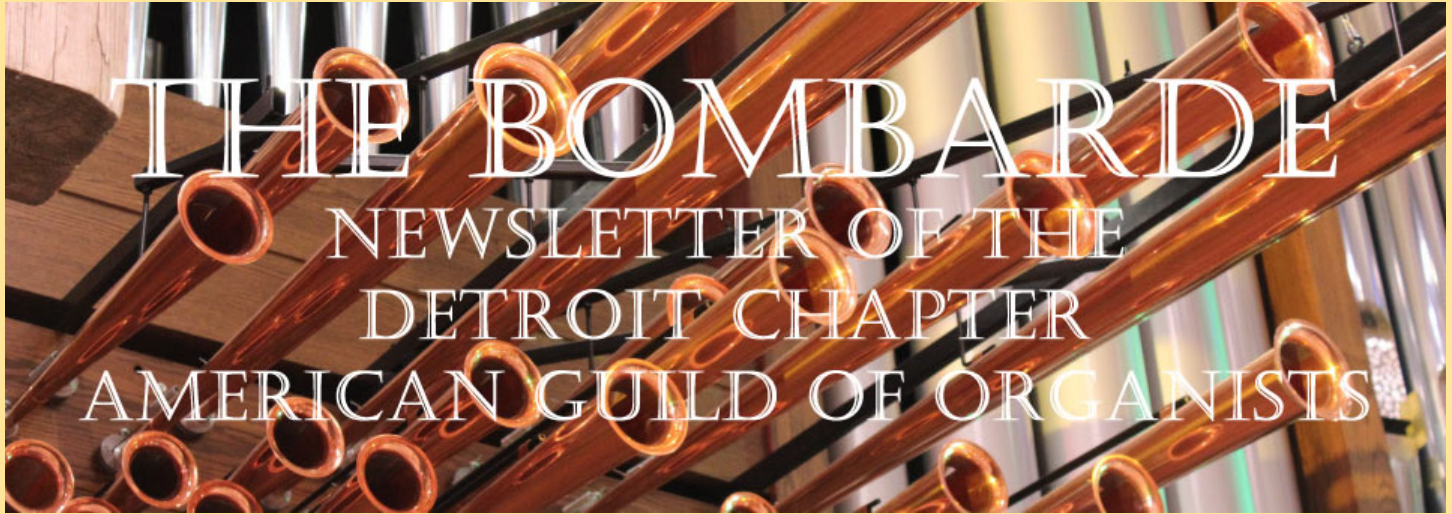 THE BOMBARDE
NEWSLETTER OF THE
DETROIT CHAPTER
AMERICAN GUILD OF ORGANISTS